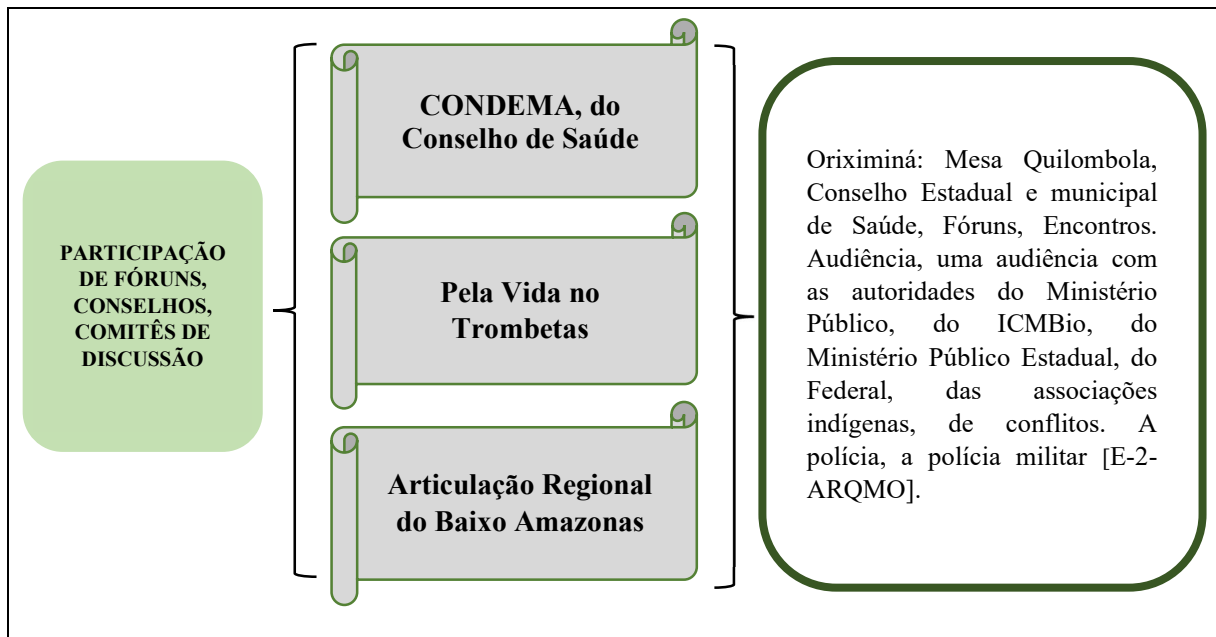 PARTICIPAÇÃO
DE FÓRUNS,
CONSELHOS,
COMITÊS DE
DISCUSSÃO
CONDEMA, do
Conselho de Saúde
Pela Vida no
Trombetas
Articulação Regional
do Baixo Amazonas
Oriximiná: Mesa Quilombola,
Conselho Estadual e municipal
de Saúde, Fóruns, Encontros.
Audiência, uma audiência com
as autoridades do Ministério
Público, do ICMBio, do
Ministério Público Estadual, do
Federal, das associações
indígenas, de conflitos. A
polícia, a polícia militar [E-2-
ARQMO].